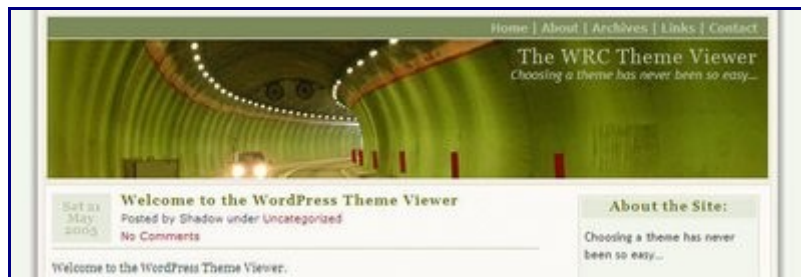 Home | About | Archives | Links | Contact
The WRC Theme Viewer
Choosing a theme has never been so easy...
Sat 21
May
2005
Welcome to the WordPress Theme Viewer
Posted by Shadow under Uncategorized
No Comments
Welcome to the WordPress Theme Viewer.
About the Site:
Choosing a theme has never
been so easy...